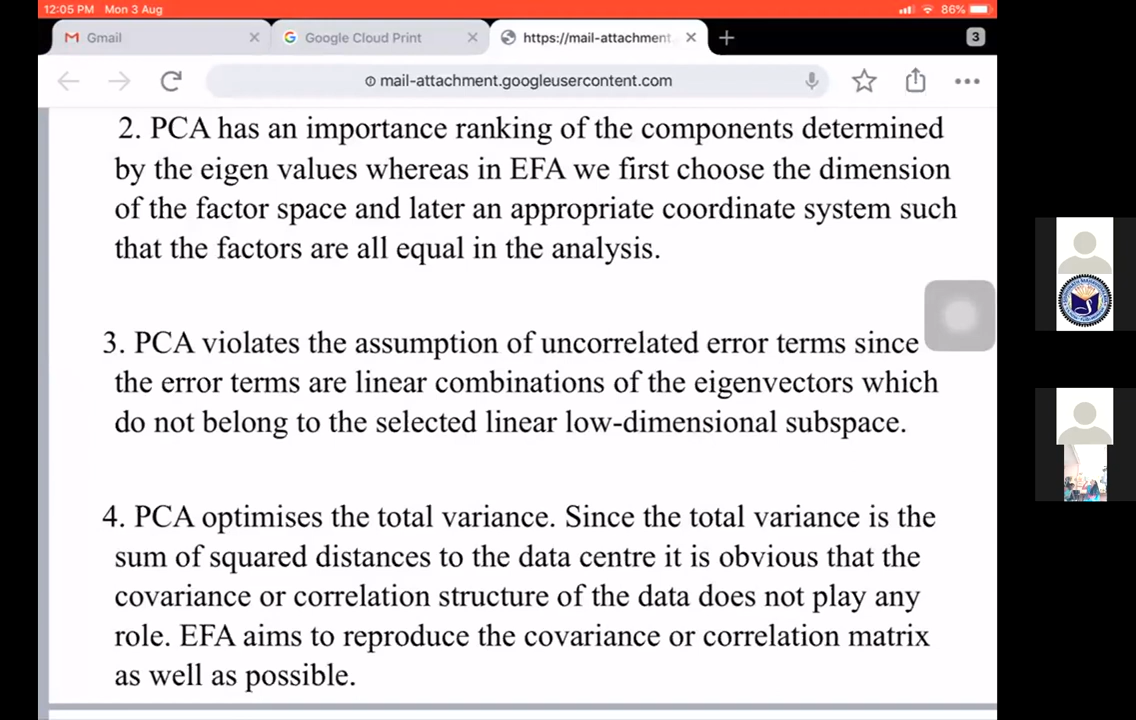 12:05 PM Mon 3 Aug
86%
Gmail
Google Cloud Print
https://mail-attachment.
3
mail-attachment.googleusercontent.com
2. PCA has an importance ranking of the components determined
by the eigen values whereas in EFA we first choose the dimension
of the factor space and later an appropriate coordinate system such
that the factors are all equal in the analysis.
3. PCA violates the assumption of uncorrelated error terms since
the error terms are linear combinations of the eigenvectors which
do not belong to the selected linear low-dimensional subspace.
4. PCA optimises the total variance. Since the total variance is the
sum of squared distances to the data centre it is obvious that the
covariance or correlation structure of the data does not play any
role. EFA aims to reproduce the covariance or correlation matrix
as well as possible.